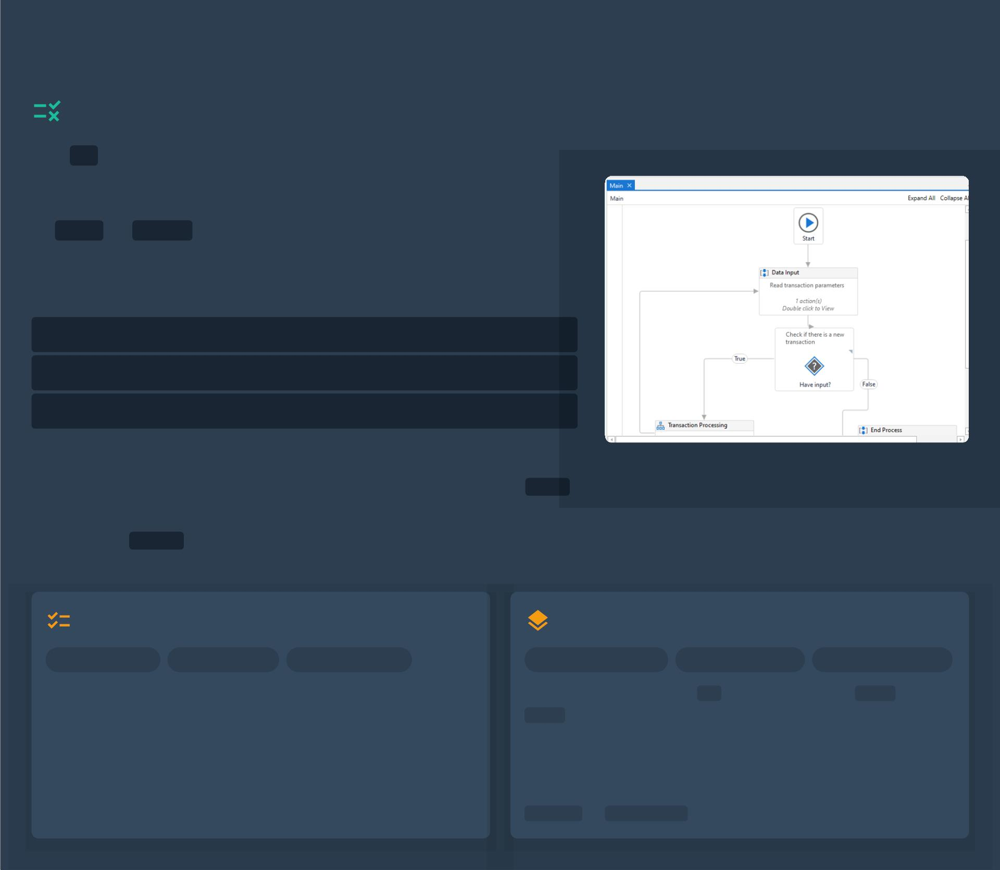 Main
Main
Expand All Collapse Al
Start
Data Input
Read transaction parameters
1 action(s)
Double click to View
Check if there is a new
transaction
True
?
Have input?
False
Transaction Processing
End Process